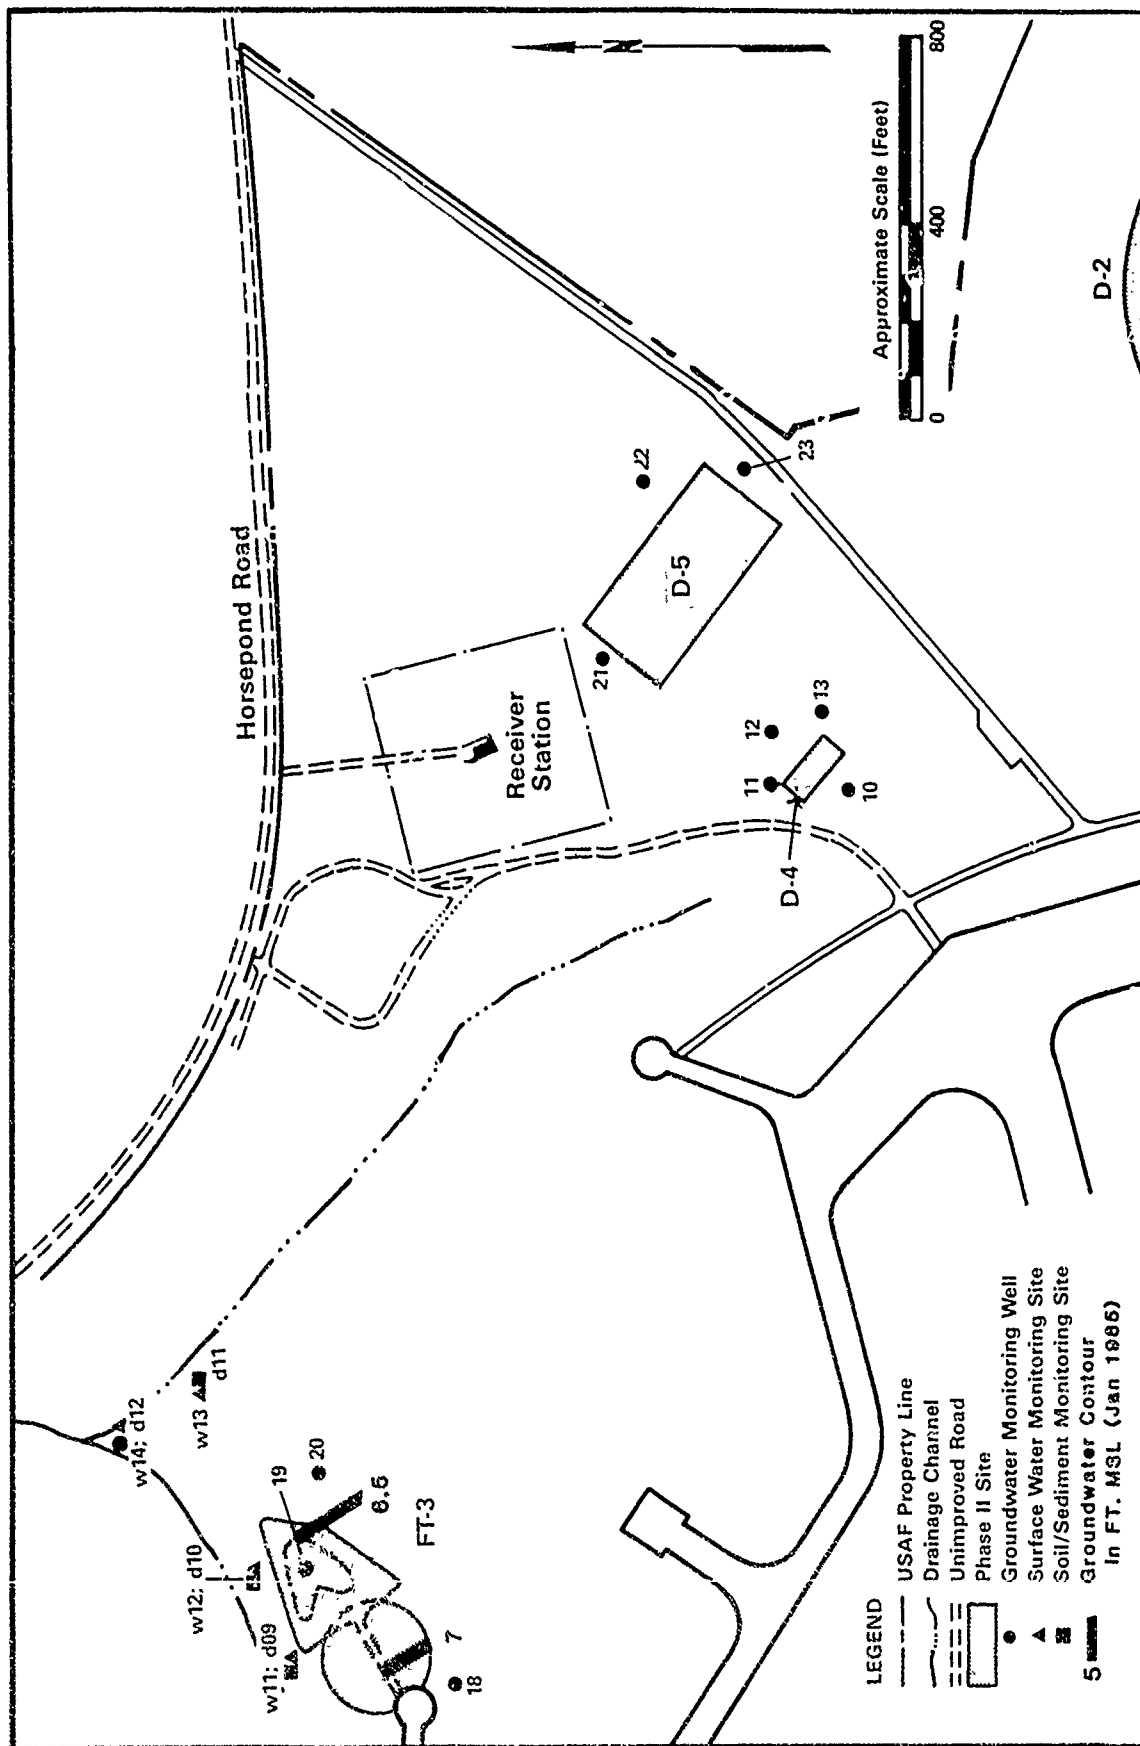 Horsepond Road
N
Receiver
Station
Approximate Scale (Feet)
0
400
800
D-2
22
23
D-5
21
13
12
11
10
D-4
w14; d12
w13
d11
w12; d10
w11; d09
19
20
6.5
FT-3
7
18
LEGEND
USAF Property Line
Drainage Channel
Unimproved Road
Phase II Site
Groundwater Monitoring Well
Surface Water Monitoring Site
Soil/Sediment Monitoring Site
5
Groundwater Contour
In FT. MSL (Jan 1985)